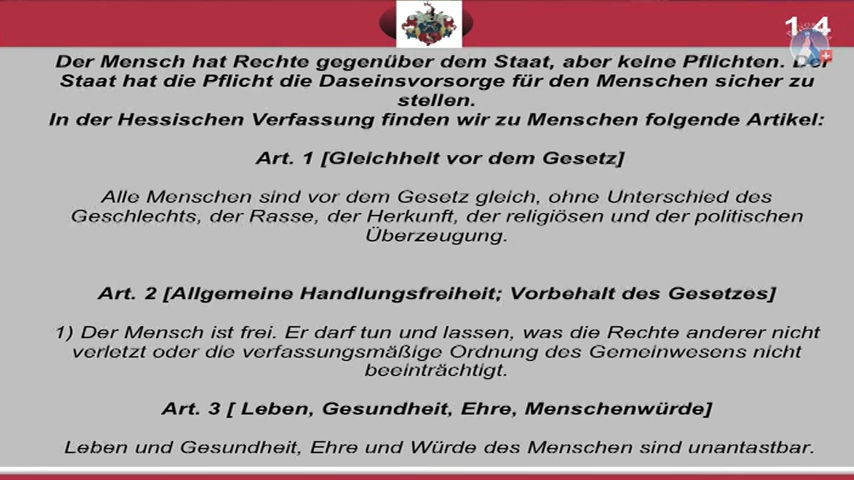 1 4
Der Mensch hat Rechte gegenüber dem Staat, aber keine Pflichten. Der
Staat hat die Pflicht die Daseinsvorsorge für den Menschen sicher zu
stellen.
In der Hessischen Verfassung finden wir zu Menschen folgende Artikel:
Art. 1 [Gleichheit vor dem Gesetz]
Alle Menschen sind vor dem Gesetz gleich, ohne Unterschied des
Geschlechts, der Rasse, der Herkunft, der religiösen und der politischen
Überzeugung.
Art. 2 [Allgemeine Handlungsfreiheit; Vorbehalt des Gesetzes]
1) Der Mensch ist frei. Er darf tun und lassen, was die Rechte anderer nicht
verletzt oder die verfassungsmäßige Ordnung des Gemeinwesens nicht
beeinträchtigt.
Art. 3 [ Leben, Gesundheit, Ehre, Menschenwürde]
Leben und Gesundheit, Ehre und Würde des Menschen sind unantastbar.